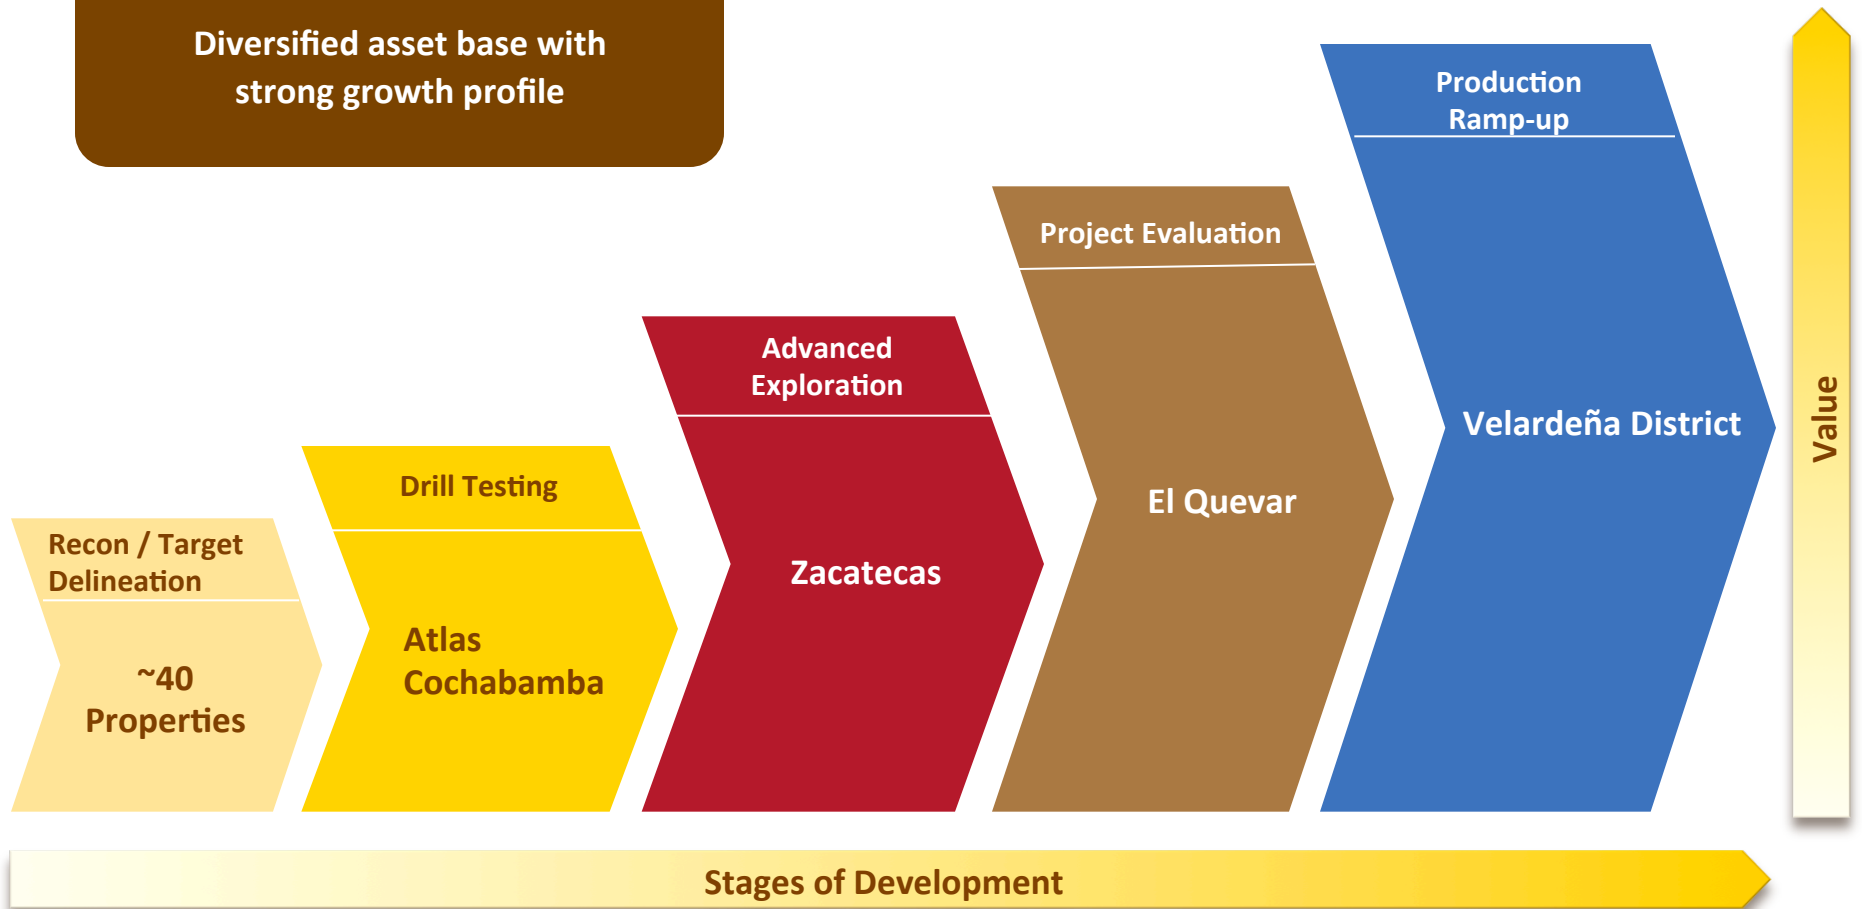 Diversified asset base with
strong growth profile
Recon / Target
Delineation
~40
Properties
Drill Testing
Atlas
Cochabamba
Advanced
Exploration
Zacatecas
Project Evaluation
El Quevar
Production
Ramp-up
Velardeña District
Value
Stages of Development